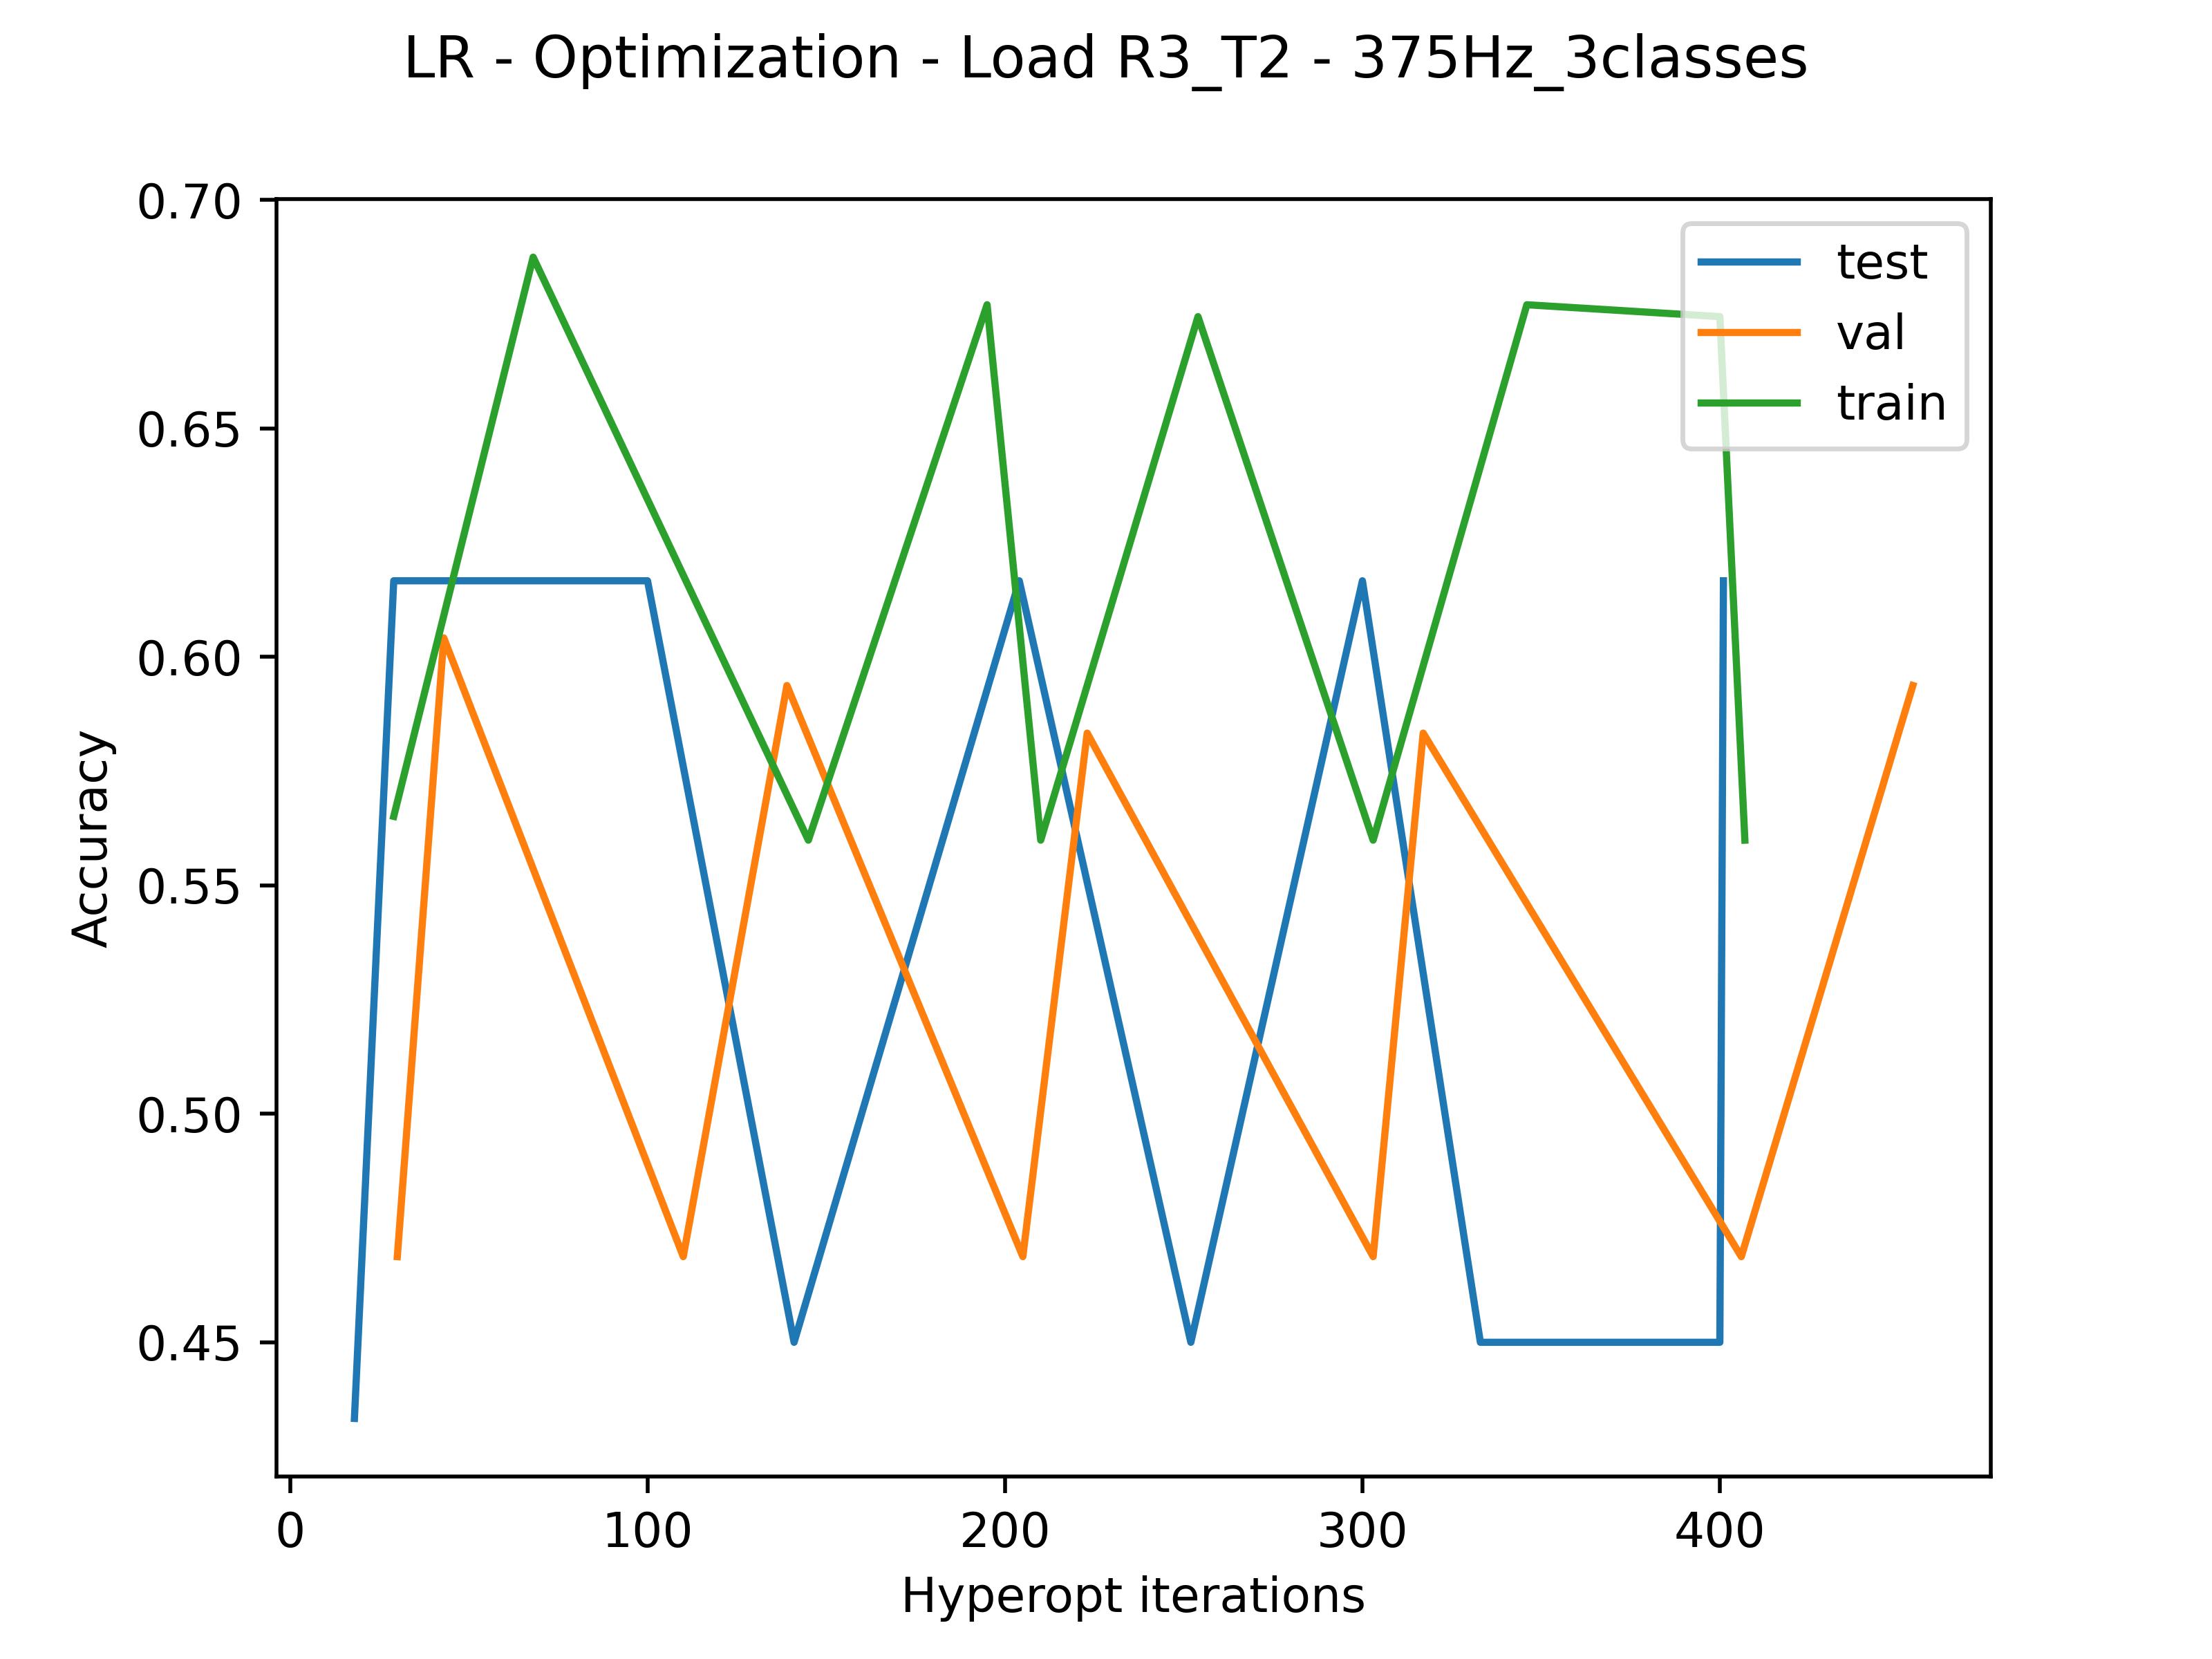 LR - Optimization - Load R3_T2 - 375Hz_3classes
0.70
0.65
0.60
0.55
0.50
0.45
Accuracy
test
val
train
0 100 200 300 400
Hyperopt iterations